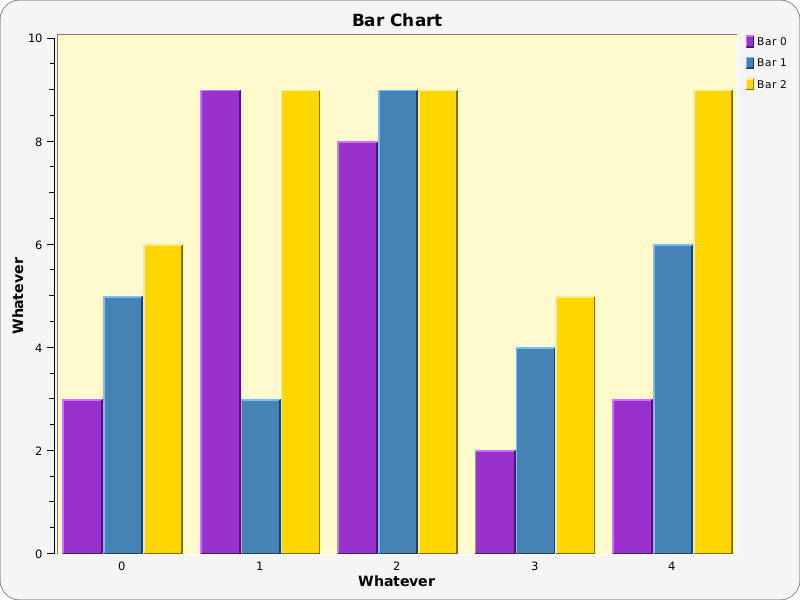 Bar Chart
Bar 0
Bar 1
Bar 2
10
8
6
4
2
0
Whatever
0 1 2 3 4
Whatever